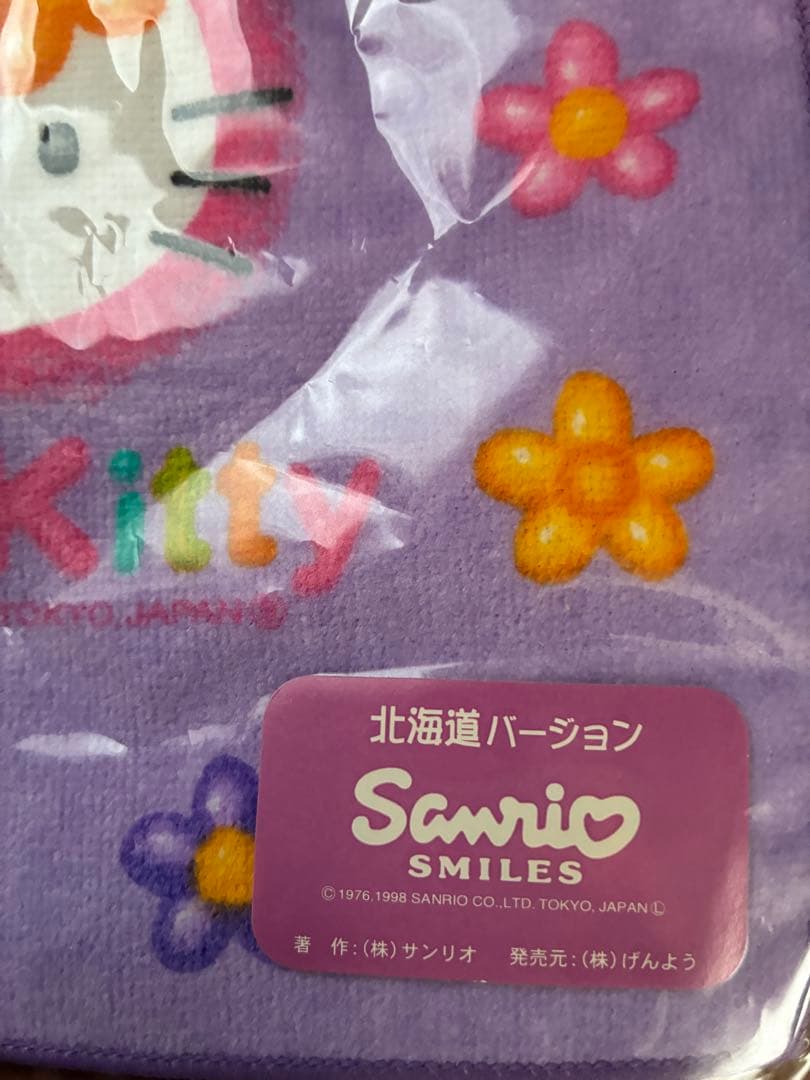 Kitty
TOKYO, JAPAN Ⓢ
北海道バージョン
Sanrio
SMILES
Ⓒ1976,1998 SANRIO CO.,LTD. TOKYO, JAPAN Ⓛ
著 作:(株)サンリオ 発売元:(株)げんよう